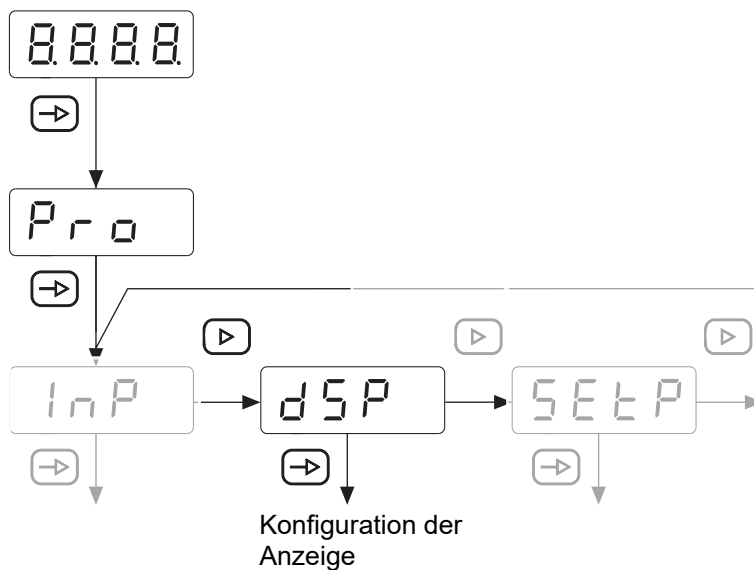 8.8.8.8.
Pro
InP
dSP
SEtP
Konfiguration der
Anzeige